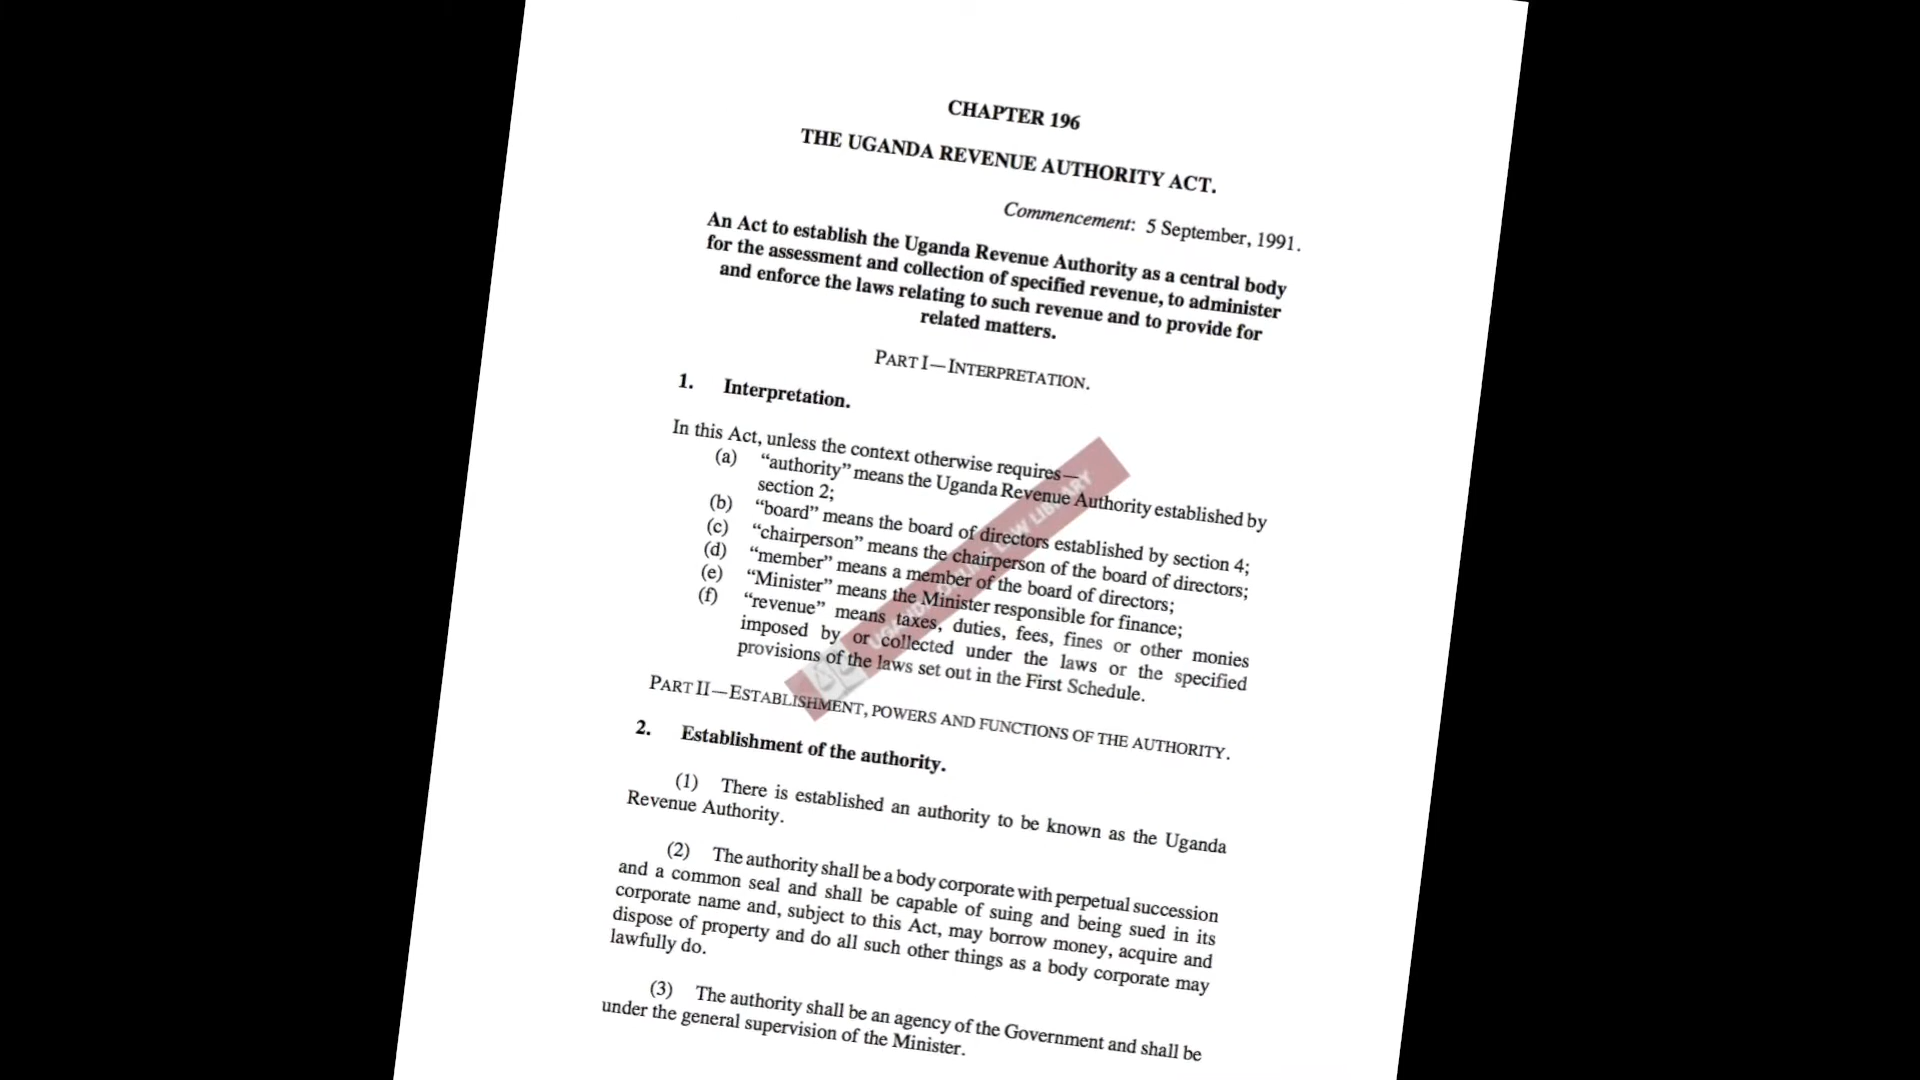 CHAPTER 196
THE UGANDA REVENUE AUTHORITY ACT.
Commencement: 5 September, 1991.
An Act to establish the Uganda Revenue Authority as a central body
for the assessment and collection of specified revenue, to administer
and enforce the laws relating to such revenue and to provide for
related matters.
PART I—INTERPRETATION.
1. Interpretation.
In this Act, unless the context otherwise requires—
(a) “authority” means the Uganda Revenue Authority established by
section 2;
(b) “board” means the board of directors established by section 4;
(c) “chairperson” means the chairperson of the board of directors;
(d) “member” means a member of the board of directors;
(e) “Minister” means the Minister responsible for finance;
(f) “revenue” means taxes, duties, fees, fines or other monies
imposed by or collected under the laws or the specified
provisions of the laws set out in the First Schedule.
PART II—ESTABLISHMENT, POWERS AND FUNCTIONS OF THE AUTHORITY.
2. Establishment of the authority.
(1) There is established an authority to be known as the Uganda
Revenue Authority.
(2) The authority shall be a body corporate with perpetual succession
and a common seal and shall be capable of suing and being sued in its
corporate name and, subject to this Act, may borrow money, acquire and
dispose of property and do all such other things as a body corporate may
lawfully do.
(3) The authority shall be an agency of the Government and shall be
under the general supervision of the Minister.
UGANDA ONLINE LAW LIBRARY